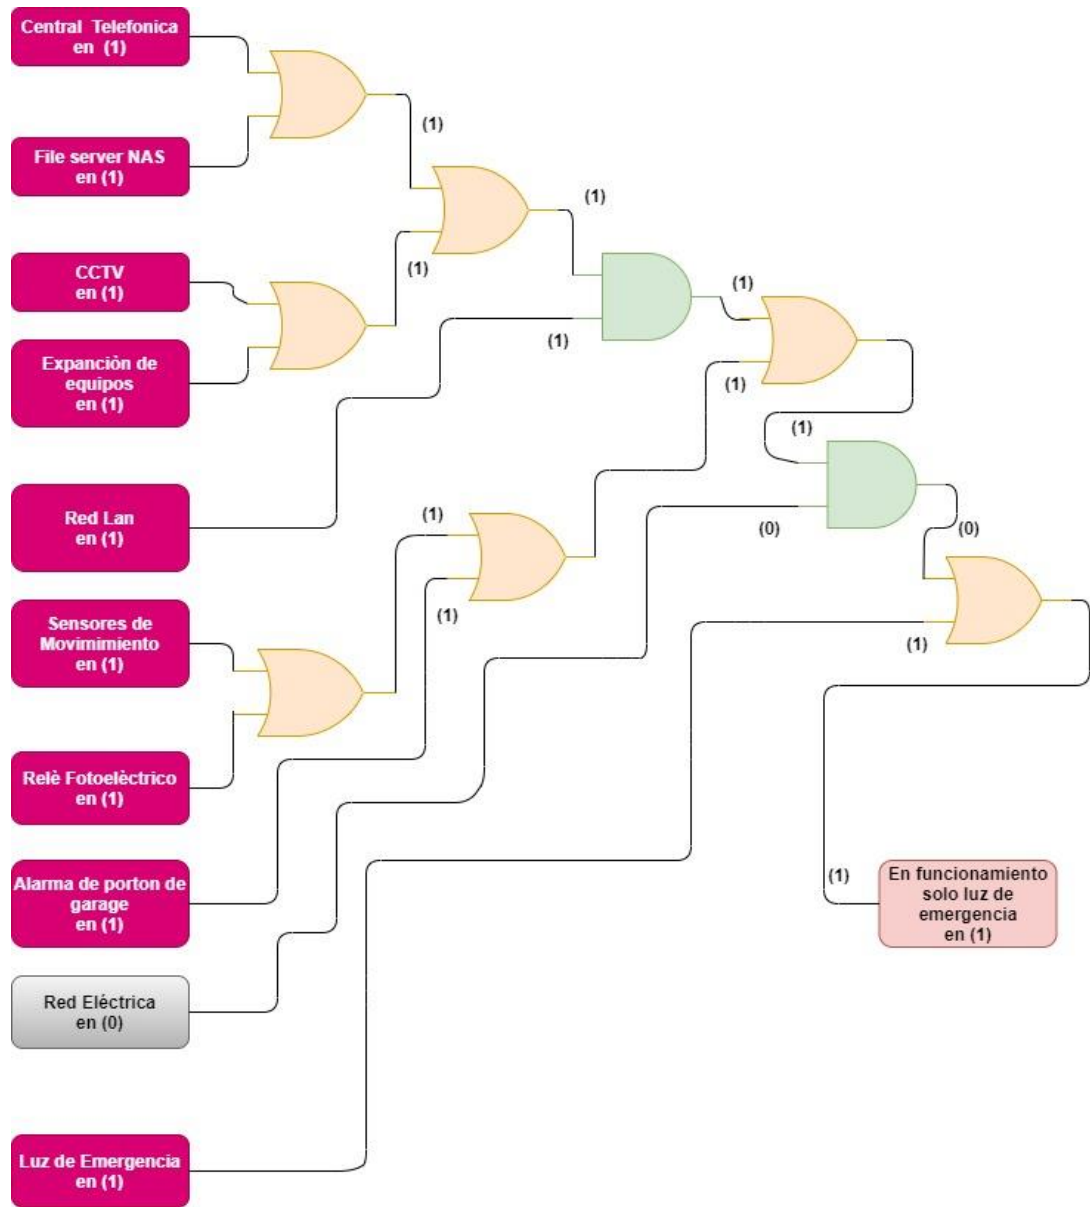 Central Telefonica
en (1)
File server NAS
en (1)
CCTV
en (1)
Expanciòn de
equipos
en (1)
Red Lan
en (1)
Sensores de
Movimimiento
en (1)
Relè Fotoelèctrico
en (1)
Alarma de porton de
garage
en (1)
Red Elèctrica
en (0)
Luz de Emergencia
en (1)
(1)
(1)
(1)
(1)
(1)
(1)
(1)
(1)
(1)
(0)
(0)
(1)
(1)
(1)
En funcionamiento
solo luz de
emergencia
en (1)